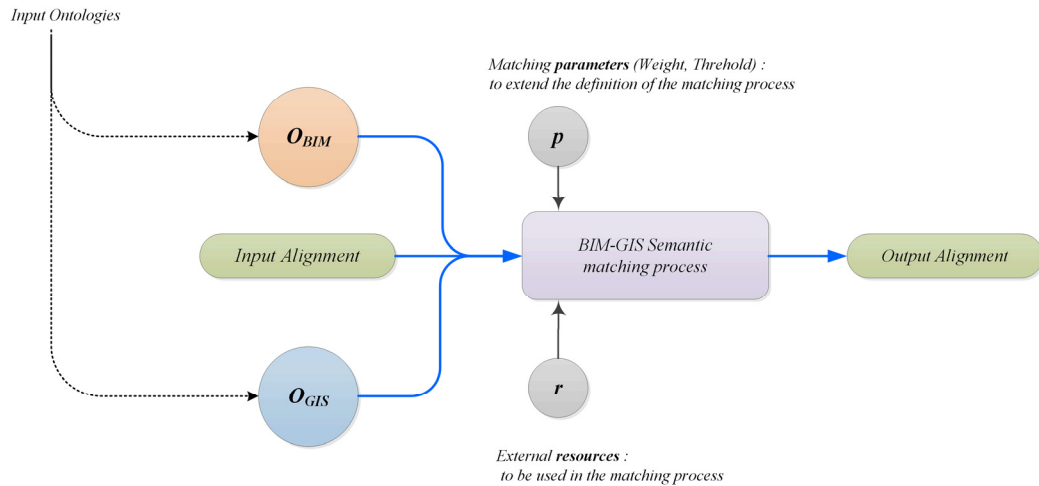 Input Ontologies
Matching parameters (Weight, Threhold) :
to extend the definition of the matching process
O_BIM
p
Input Alignment
BIM-GIS Semantic
matching process
Output Alignment
O_GIS
r
External resources :
to be used in the matching process